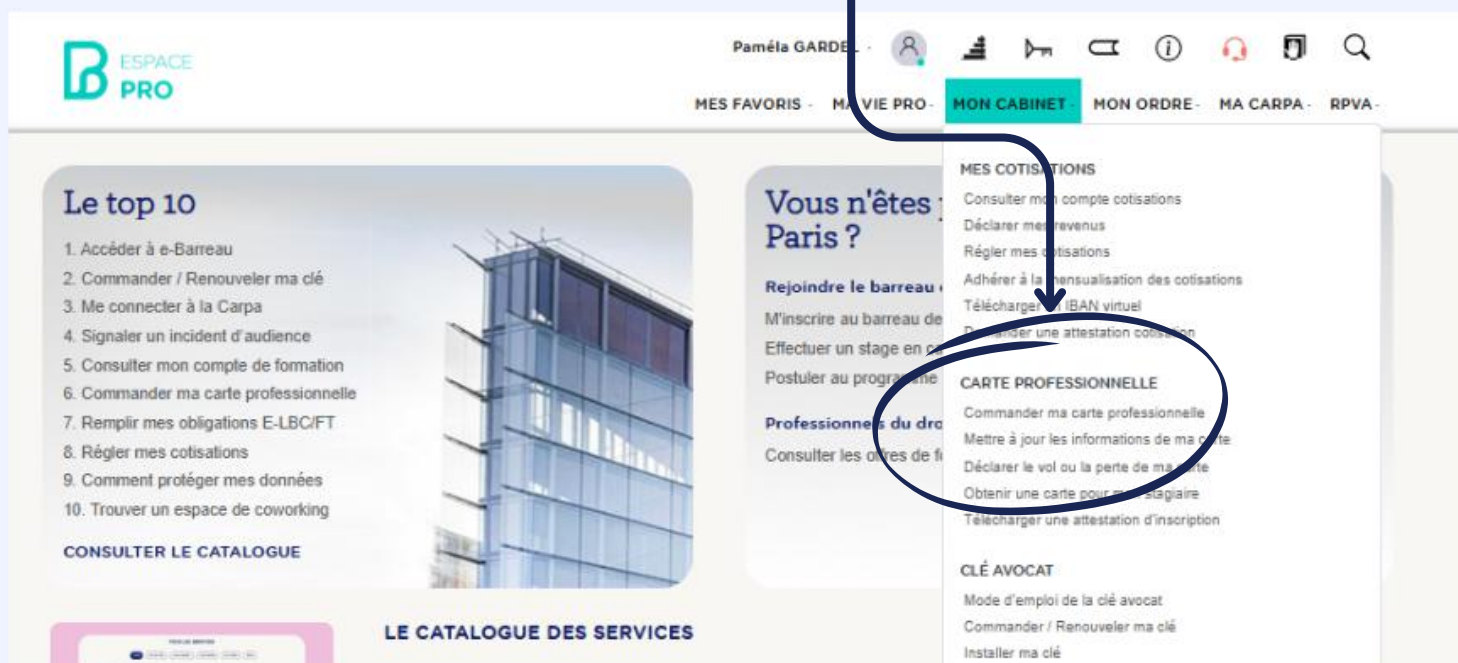 ESPACE
PRO
Paméla GARDEL
MES FAVORIS
MA VIE PRO
MON CABINET
MON ORDRE
MA CARPA
RPVA
Le top 10
1. Accéder à e-Barreau
2. Commander / Renouveler ma clé
3. Me connecter à la Carpa
4. Signaler un incident d'audience
5. Consulter mon compte de formation
6. Commander ma carte professionnelle
7. Remplir mes obligations E-LBC/FT
8. Régler mes cotisations
9. Comment protéger mes données
10. Trouver un espace de coworking
CONSULTER LE CATALOGUE
Vous n'êtes
Paris ?
Rejoindre le barreau
M'inscrire au barreau de
Effectuer un stage en
Postuler au programme
Professionnels du
Consulter les offres de
MES COTISATIONS
Consulter mon compte cotisations
Déclarer mes revenus
Régler mes cotisations
Adhérer à la mensualisation des cotisations
Télécharger un IBAN virtuel
Demander une attestation cotisation
CARTE PROFESSIONNELLE
Commander ma carte professionnelle
Mettre à jour les informations de ma carte
Déclarer le vol ou la perte de ma carte
Obtenir une carte pour mon stagiaire
Télécharger une attestation d'inscription
CLÉ AVOCAT
Mode d'emploi de la clé avocat
Commander / Renouveler ma clé
Installer ma clé
LE CATALOGUE DES SERVICES